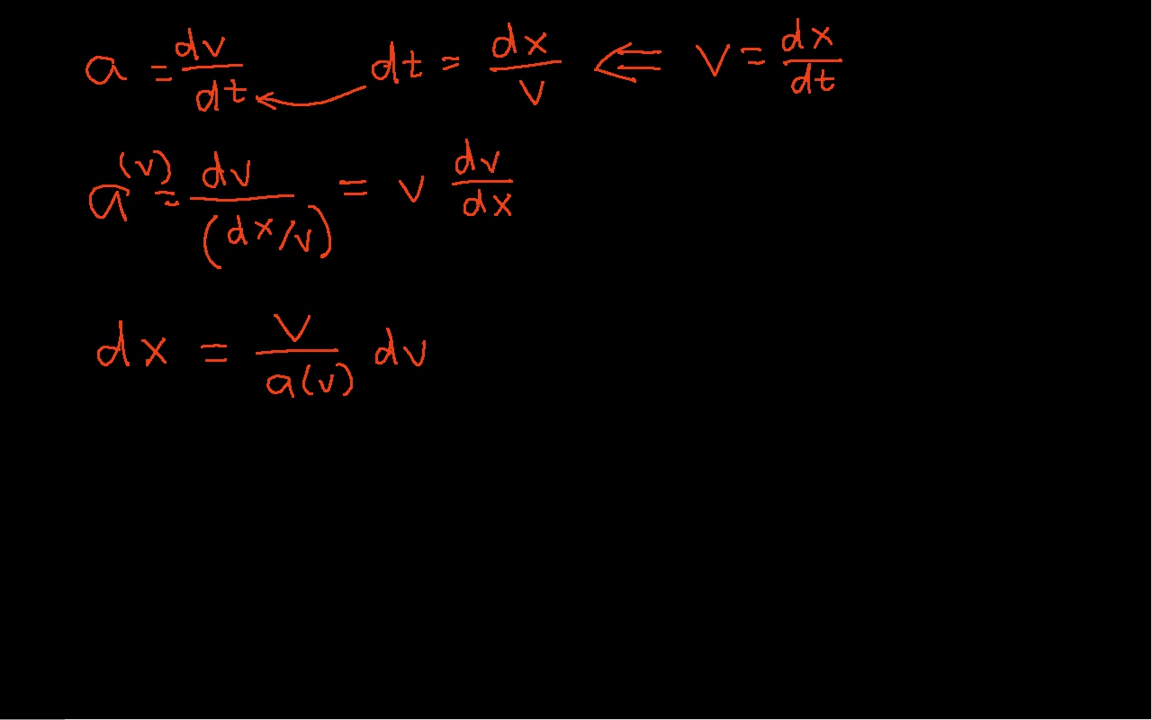 a = dv/dt dt = dx/v ⇐ v = dx/dt
a(v) = dv/(dx/v) = v dv/dx
dx = v/a(v) dv